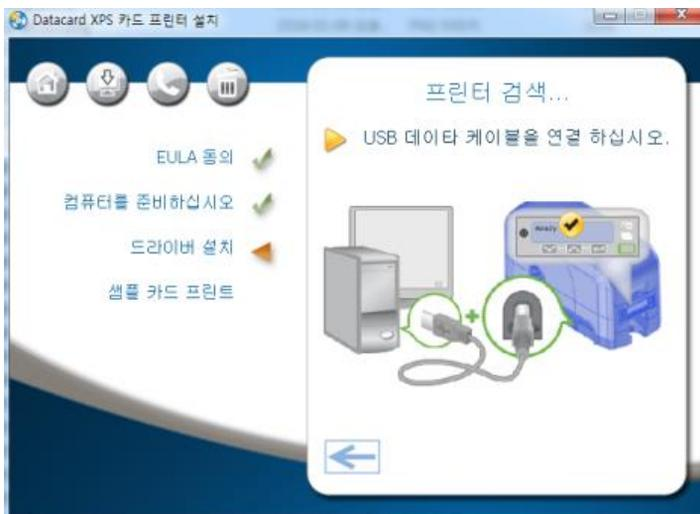 Datacard XPS 카드 프린터 설치
프린터 검색...
USB 데이타 케이블을 연결 하십시오.
EULA 동의
컴퓨터를 준비하십시오
드라이버 설치
샘플 카드 프린트
Ready